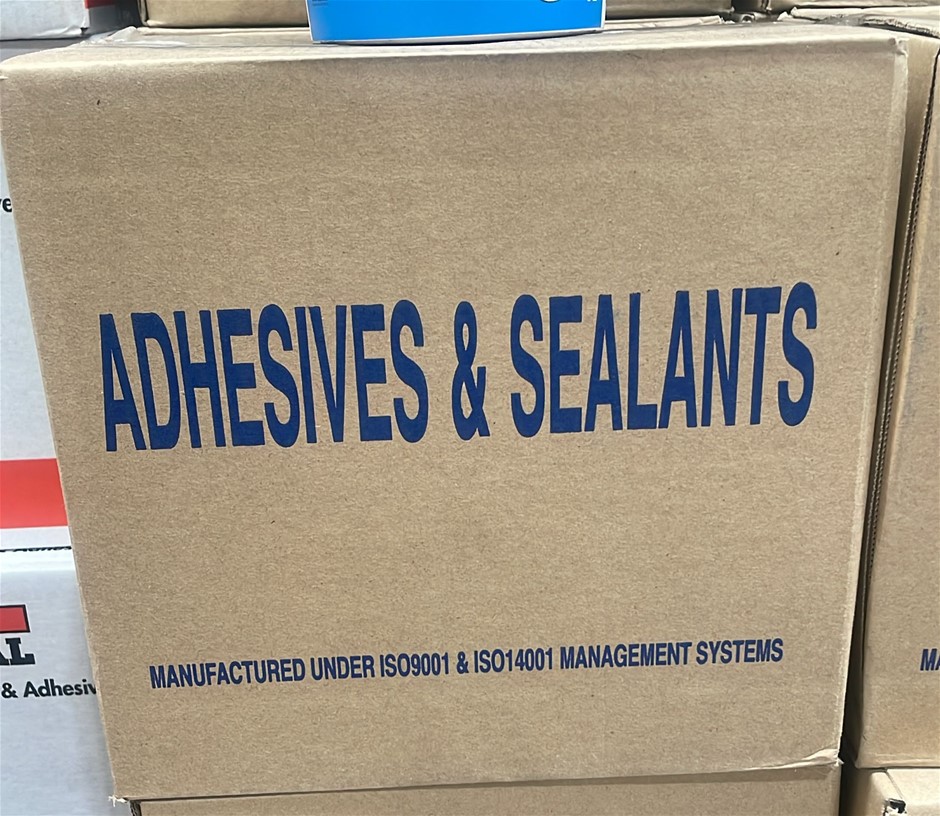 ADHESIVES & SEALANTS
MANUFACTURED UNDER ISO9001 & ISO14001 MANAGEMENT SYSTEMS
& Adhesiv